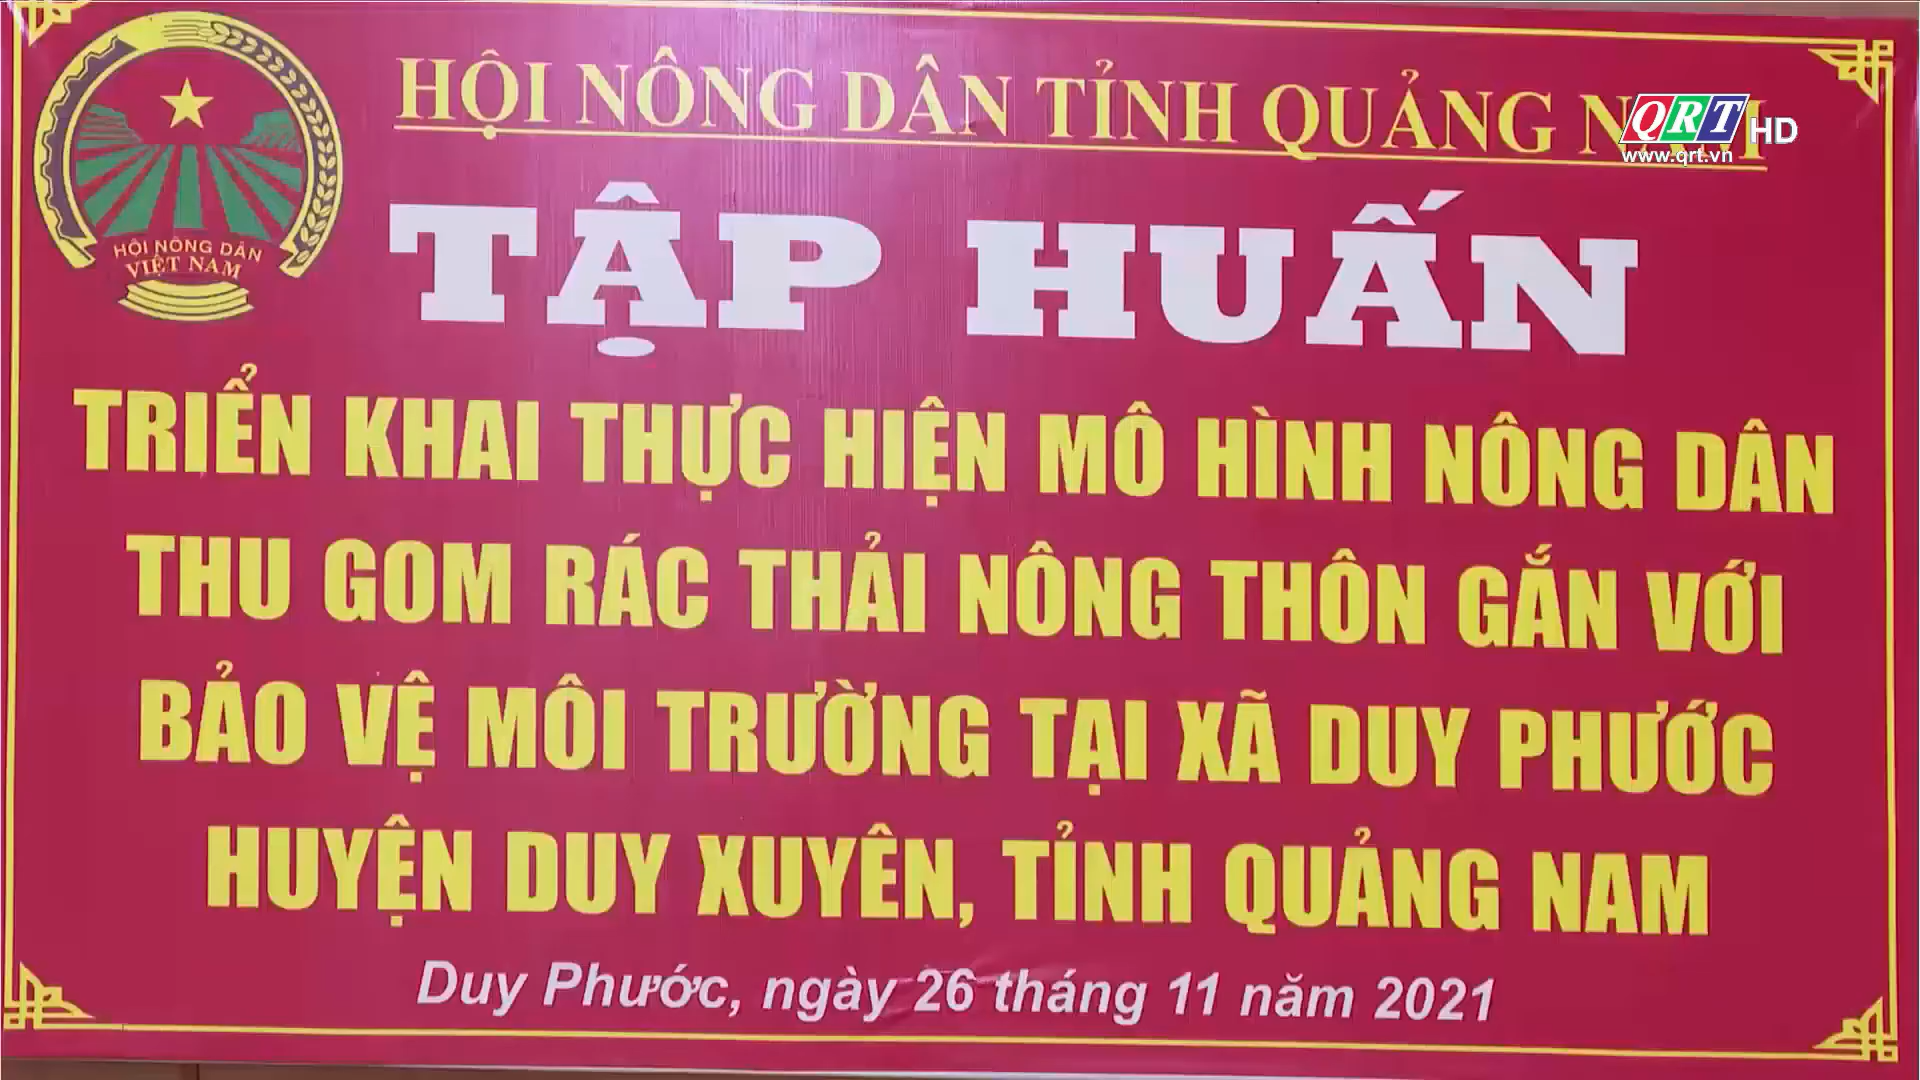 HỘI NÔNG DÂN TỈNH QUẢNG NAM
QRT HD
www.qrt.vn
HỘI NÔNG DÂN
VIỆT NAM
TẬP HUẤN
TRIỂN KHAI THỰC HIỆN MÔ HÌNH NÔNG DÂN
THU GOM RÁC THẢI NÔNG THÔN GẮN VỚI
BẢO VỆ MÔI TRƯỜNG TẠI XÃ DUY PHƯỚC
HUYỆN DUY XUYÊN, TỈNH QUẢNG NAM
Duy Phước, ngày 26 tháng 11 năm 2021